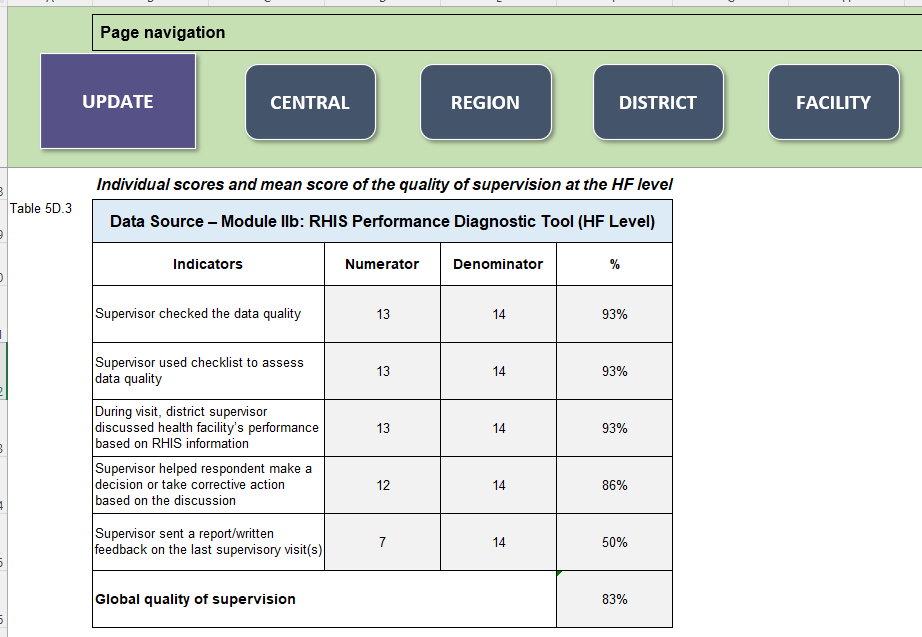 Page navigation
UPDATE
CENTRAL
REGION
DISTRICT
FACILITY
Individual scores and mean score of the quality of supervision at the HF level
Table 5D.3
Data Source – Module IIb: RHIS Performance Diagnostic Tool (HF Level)
Indicators Numerator Denominator %
Supervisor checked the data quality 13 14 93%
Supervisor used checklist to assess
data quality
13 14 93%
During visit, district supervisor
discussed health facility's performance
based on RHIS information
13 14 93%
Supervisor helped respondent make a
decision or take corrective action
based on the discussion
12 14 86%
Supervisor sent a report/written
feedback on the last supervisory visit(s)
7 14 50%
Global quality of supervision 83%